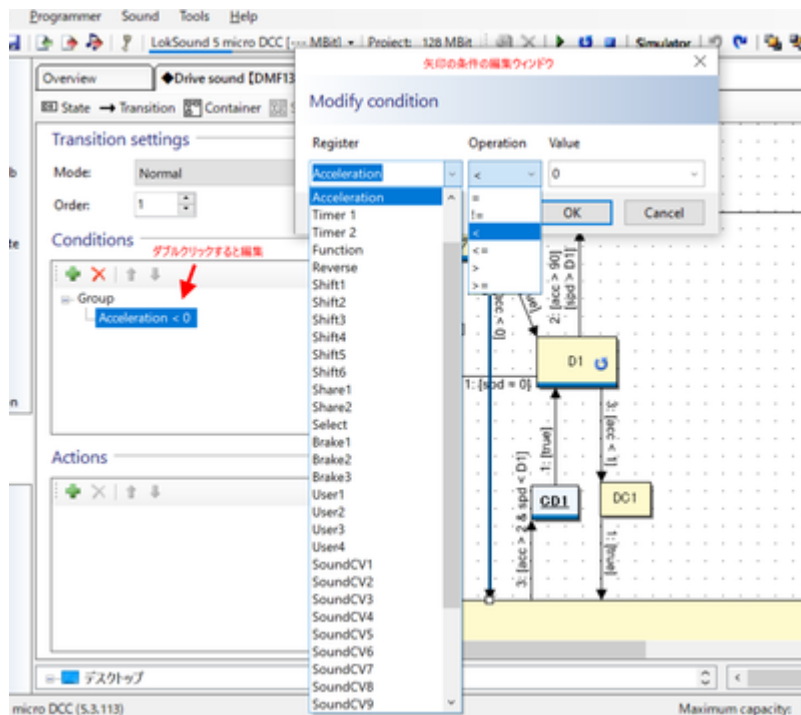 Programmer Sound Tools Help
LokSound 5 micro DCC [--- MBit] Project: 128 MBit Simulator
矢印の条件の編集ウィンドウ
Overview ◆Drive sound [DMF13
State Transition Container
Modify condition
Transition settings
Register Operation Value
Mode: Normal
Acceleration < 0
Order: 1
OK Cancel
Conditions
ダブルクリックすると編集
Group
Acceleration < 0
Actions
Acceleration
Timer 1
Timer 2
Function
Reverse
Shift1
Shift2
Shift3
Shift4
Shift5
Shift6
Share1
Share2
Select
Brake1
Brake2
Brake3
User1
User2
User3
User4
SoundCV1
SoundCV2
SoundCV3
SoundCV4
SoundCV5
SoundCV6
SoundCV7
SoundCV8
SoundCV9
=
!=
<
<=
>
>=
2: [acc > 90]
[spd > D1]
D1
1: [spd = 0]
3: [acc < 1]
1: [true]
CD1
DC1
3: [acc > 2 & spd < D1]
1: [true]
デスクトップ
micro DCC (5.3.113)
Maximum capacity: